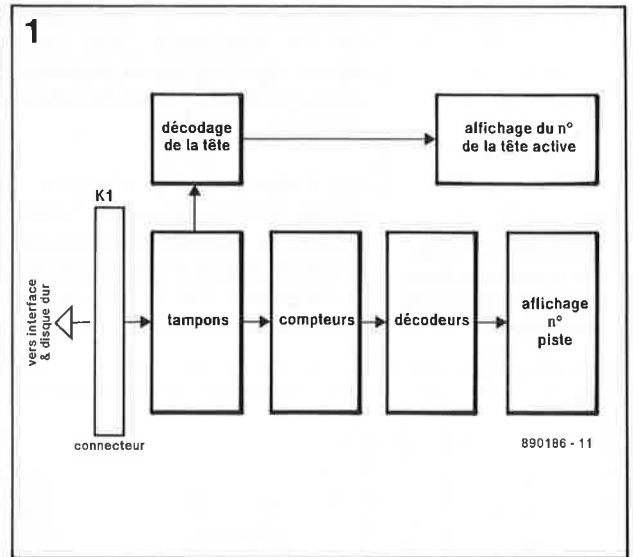 1
décodage
de la tête
affichage du n°
de la tête active
K1
vers interface
& disque dur
tampons
compteurs
décodeurs
affichage
n°
piste
connecteur
890186 - 11